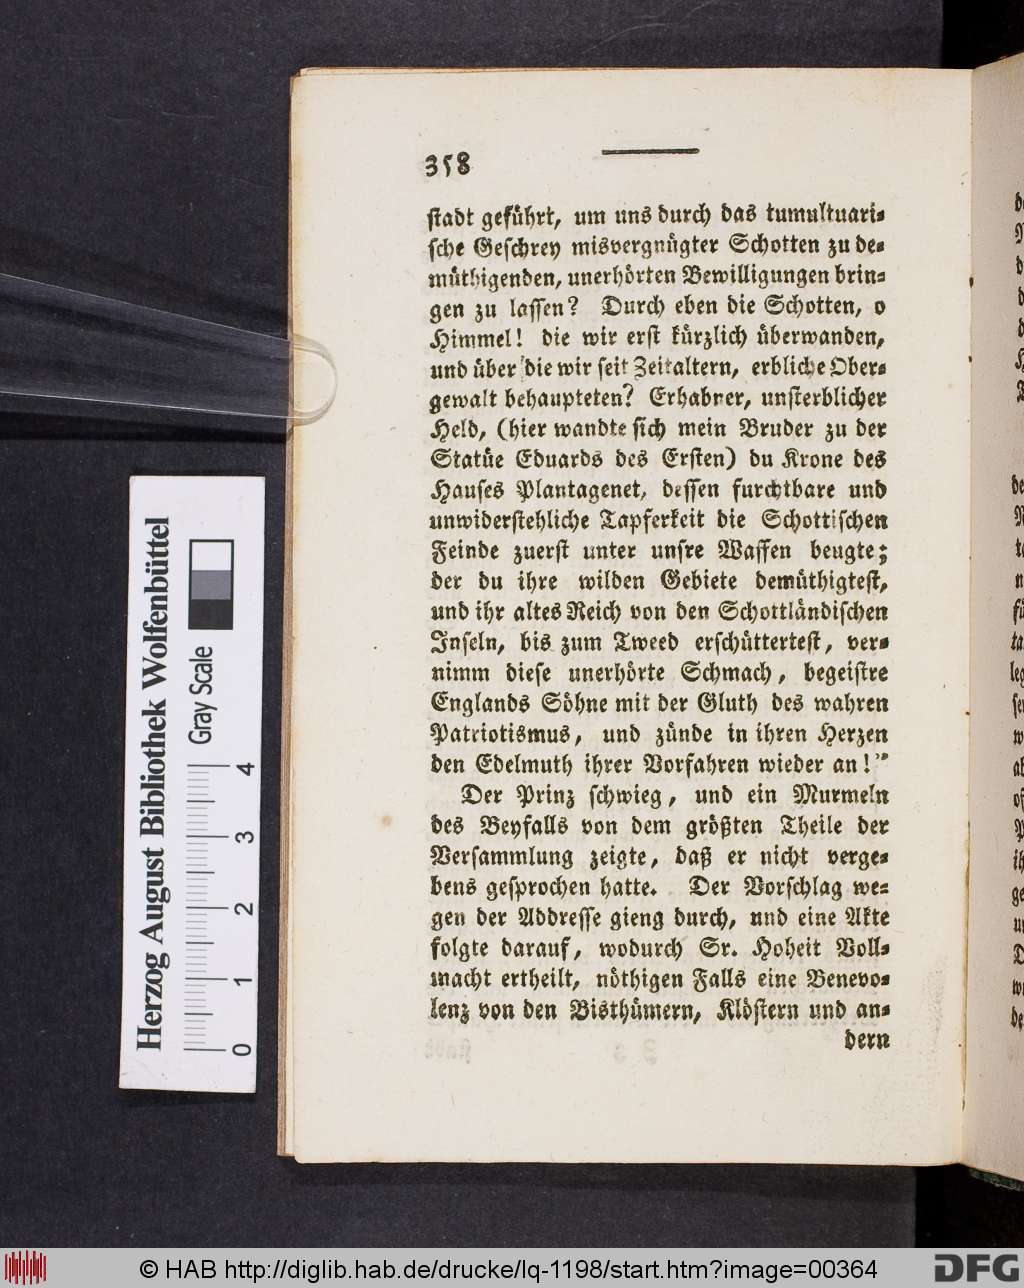 358
stadt geführt, um uns durch das tumultuari-
sche Geschrey misvergnügter Schotten zu de-
müthigenden, unerhörten Bewilligungen brin-
gen zu lassen? Durch eben die Schotten, o
Himmel! die wir erst kürzlich überwanden,
und über die wir seit Zeitaltern, erbliche Ober-
gewalt behaupteten? Erhabner, unsterblicher
Held, (hier wandte sich mein Bruder zu der
Statüe Eduards des Ersten) du Krone des
Hauses Plantagenet, dessen furchtbare und
unwiderstehliche Tapferkeit die Schottischen
Feinde zuerst unter unsre Waffen beugte;
der du ihre wilden Gebiete demüthigtest,
und ihr altes Reich von den Schottländischen
Inseln, bis zum Tweed erschüttertest, ver-
nimm diese unerhörte Schmach, begeistre
Englands Söhne mit der Gluth des wahren
Patriotismus, und zünde in ihren Herzen
den Edelmuth ihrer Vorfahren wieder an!"
Der Prinz schwieg, und ein Murmeln
des Beyfalls von dem größten Theile der
Versammlung zeigte, daß er nicht verge-
bens gesprochen hatte. Der Vorschlag we-
gen der Addresse gieng durch, und eine Akte
folgte darauf, wodurch Sr. Hoheit Voll-
macht ertheilt, nöthigen Falls eine Benevo-
lenz von den Bisthümern, Klöstern und an-
dern
Herzog August Bibliothek Wolfenbüttel
Gray Scale
0 1 2 3 4
© HAB http://diglib.hab.de/drucke/lq-1198/start.htm?image=00364
DFG